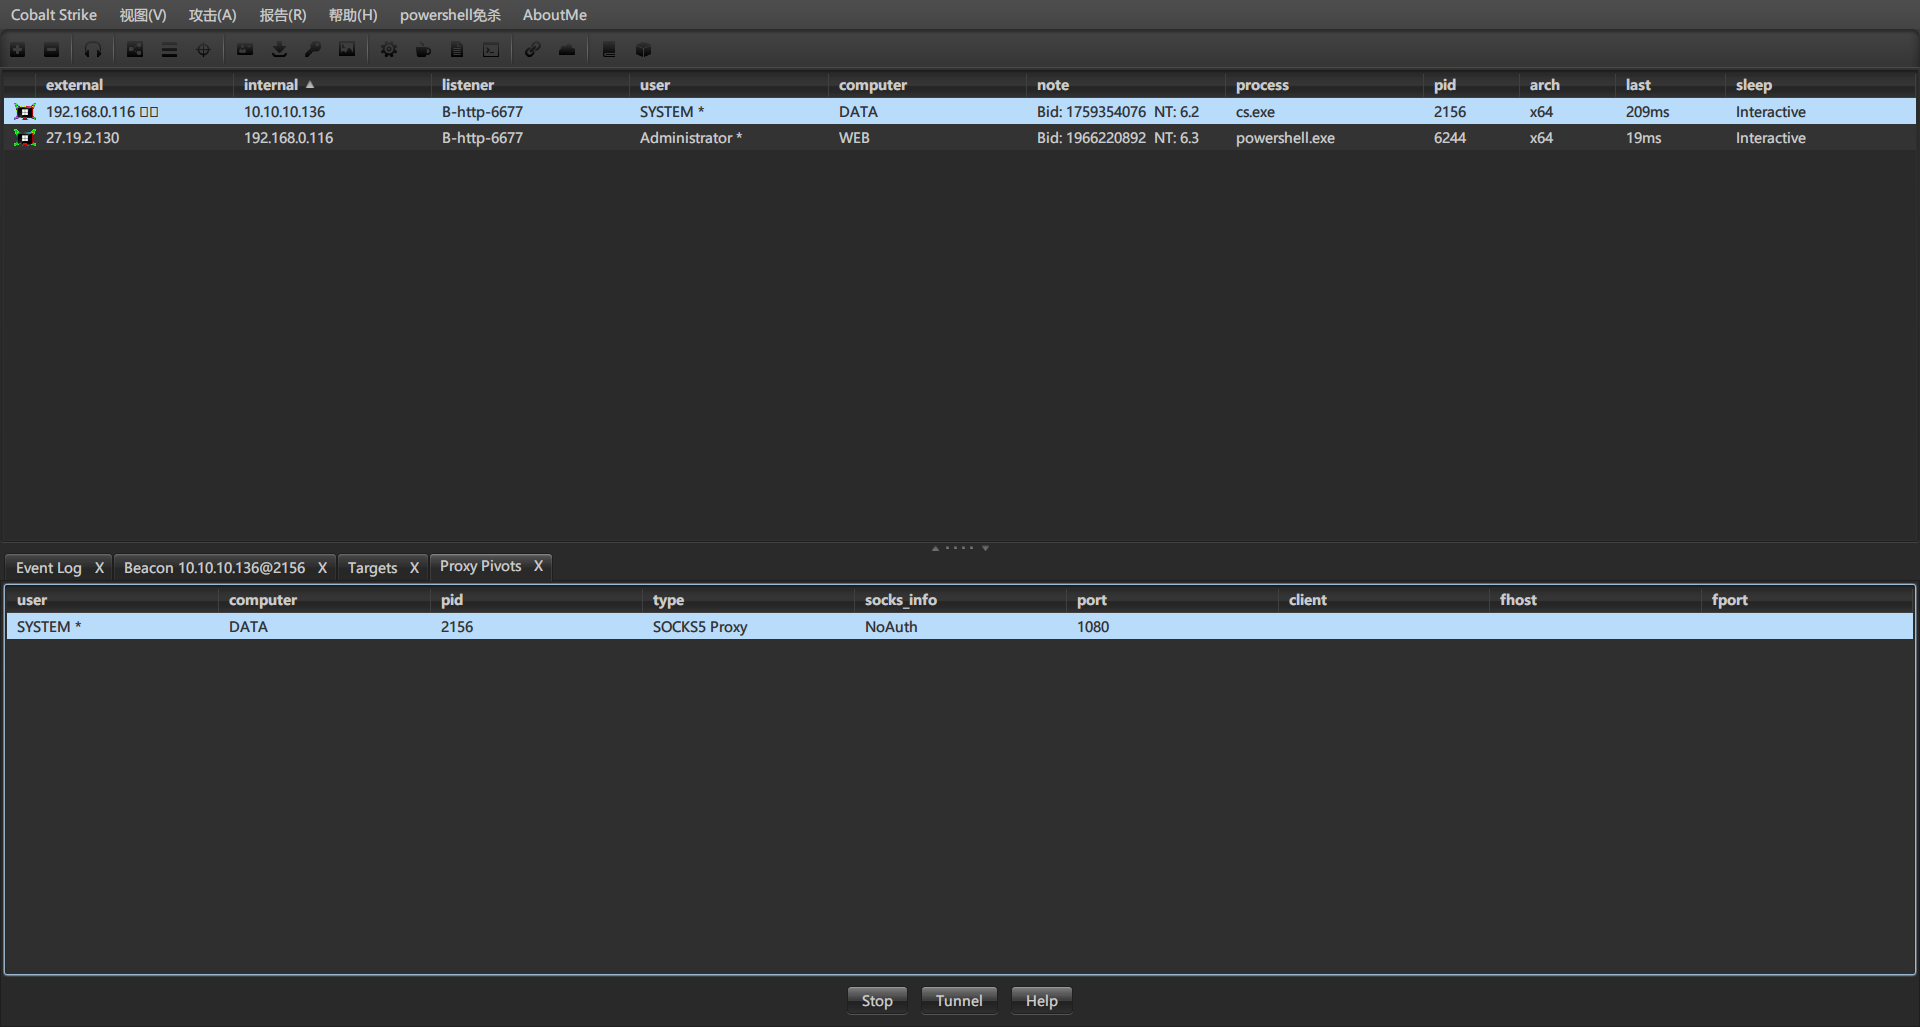 Cobalt Strike 视图(V) 攻击(A) 报告(R) 帮助(H) powershell免杀 AboutMe
external internal listener user computer note process pid arch last sleep
192.168.0.116 10.10.10.136 B-http-6677 SYSTEM * DATA Bid: 1759354076 NT: 6.2 cs.exe 2156 x64 209ms Interactive
27.19.2.130 192.168.0.116 B-http-6677 Administrator * WEB Bid: 1966220892 NT: 6.3 powershell.exe 6244 x64 19ms Interactive
Event Log X Beacon 10.10.10.136@2156 X Targets X Proxy Pivots X
user computer pid type socks_info port client fhost fport
SYSTEM * DATA 2156 SOCKS5 Proxy NoAuth 1080
Stop Tunnel Help